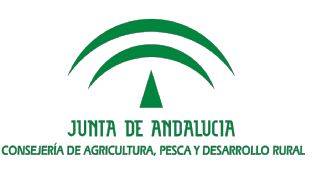 JUNTA DE ANDALUCIA
CONSEJERÍA DE AGRICULTURA, PESCA Y DESARROLLO RURAL